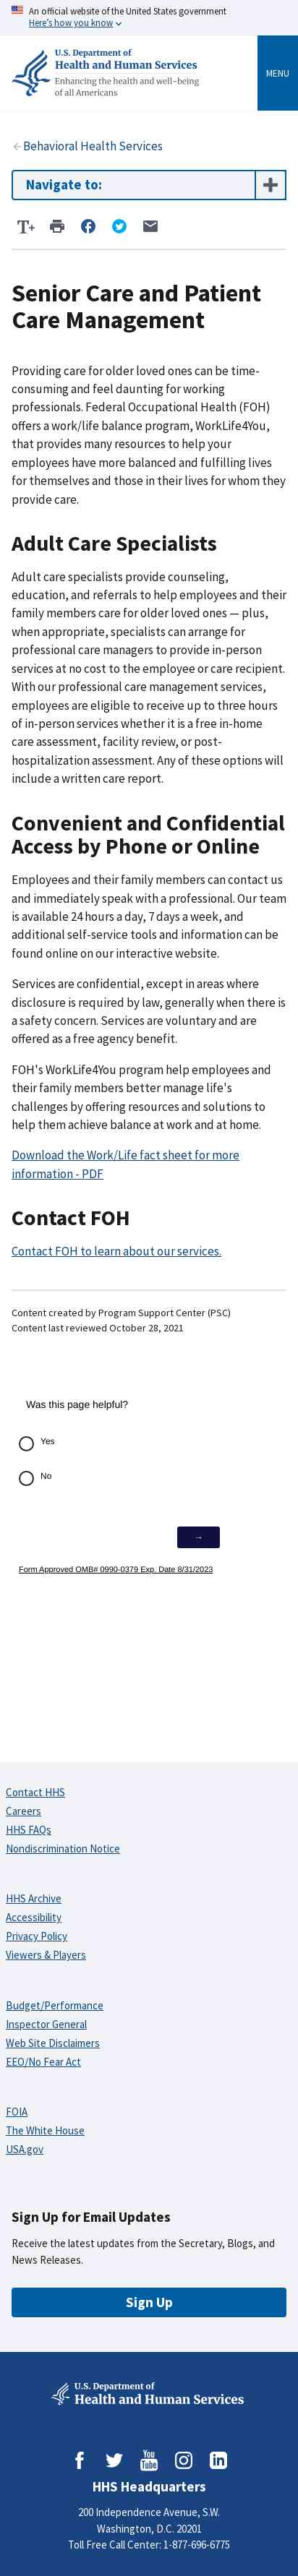 An official website of the United States government
Here's how you know
U.S. Department of
Health and Human Services
Enhancing the health and well-being
of all Americans
MENU
Behavioral Health Services
Navigate to:
T+
Senior Care and Patient
Care Management
Providing care for older loved ones can be time-
consuming and feel daunting for working
professionals. Federal Occupational Health (FOH)
offers a work/life balance program, WorkLife4You,
that provides many resources to help your
employees have more balanced and fulfilling lives
for themselves and those in their lives for whom they
provide care.
Adult Care Specialists
Adult care specialists provide counseling,
education, and referrals to help employees and their
family members care for older loved ones — plus,
when appropriate, specialists can arrange for
professional care managers to provide in-person
services at no cost to the employee or care recipient.
With our professional care management services,
employees are eligible to receive up to three hours
of in-person services whether it is a free in-home
care assessment, facility review, or post-
hospitalization assessment. Any of these options will
include a written care report.
Convenient and Confidential
Access by Phone or Online
Employees and their family members can contact us
and immediately speak with a professional. Our team
is available 24 hours a day, 7 days a week, and
additional self-service tools and information can be
found online on our interactive website.
Services are confidential, except in areas where
disclosure is required by law, generally when there is
a safety concern. Services are voluntary and are
offered as a free agency benefit.
FOH's WorkLife4You program help employees and
their family members better manage life's
challenges by offering resources and solutions to
help them achieve balance at work and at home.
Download the Work/Life fact sheet for more
information - PDF
Contact FOH
Contact FOH to learn about our services.
Content created by Program Support Center (PSC)
Content last reviewed October 28, 2021
Was this page helpful?
Yes
No
→
Form Approved OMB# 0990-0379 Exp. Date 8/31/2023
Contact HHS
Careers
HHS FAQs
Nondiscrimination Notice
HHS Archive
Accessibility
Privacy Policy
Viewers & Players
Budget/Performance
Inspector General
Web Site Disclaimers
EEO/No Fear Act
FOIA
The White House
USA.gov
Sign Up for Email Updates
Receive the latest updates from the Secretary, Blogs, and
News Releases.
Sign Up
U.S. Department of
Health and Human Services
You
Tube
HHS Headquarters
200 Independence Avenue, S.W.
Washington, D.C. 20201
Toll Free Call Center: 1-877-696-6775